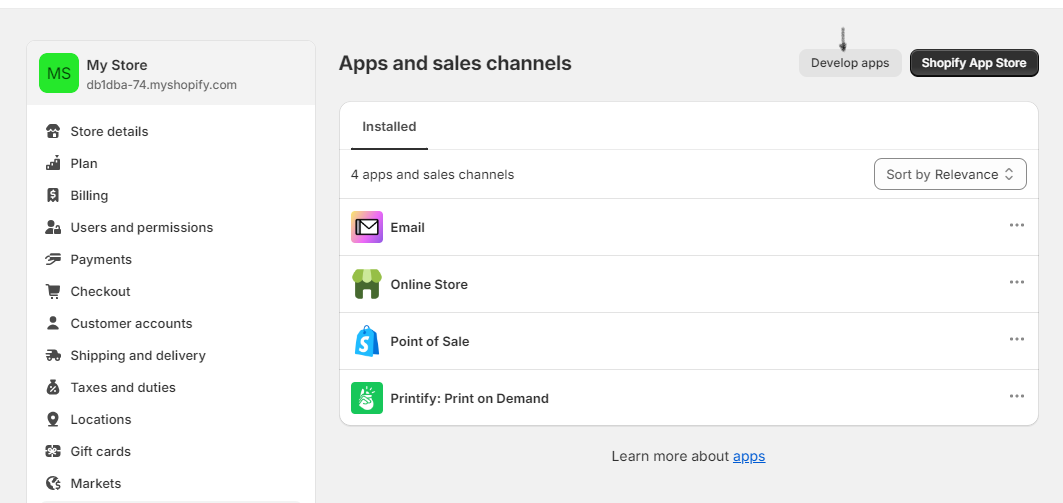 MS
My Store
db1dba-74.myshopify.com
Store details
Plan
Billing
Users and permissions
Payments
Checkout
Customer accounts
Shipping and delivery
Taxes and duties
Locations
Gift cards
Markets
Apps and sales channels
Develop apps
Shopify App Store
Installed
4 apps and sales channels
Sort by Relevance
Email
Online Store
Point of Sale
Printify: Print on Demand
Learn more about apps